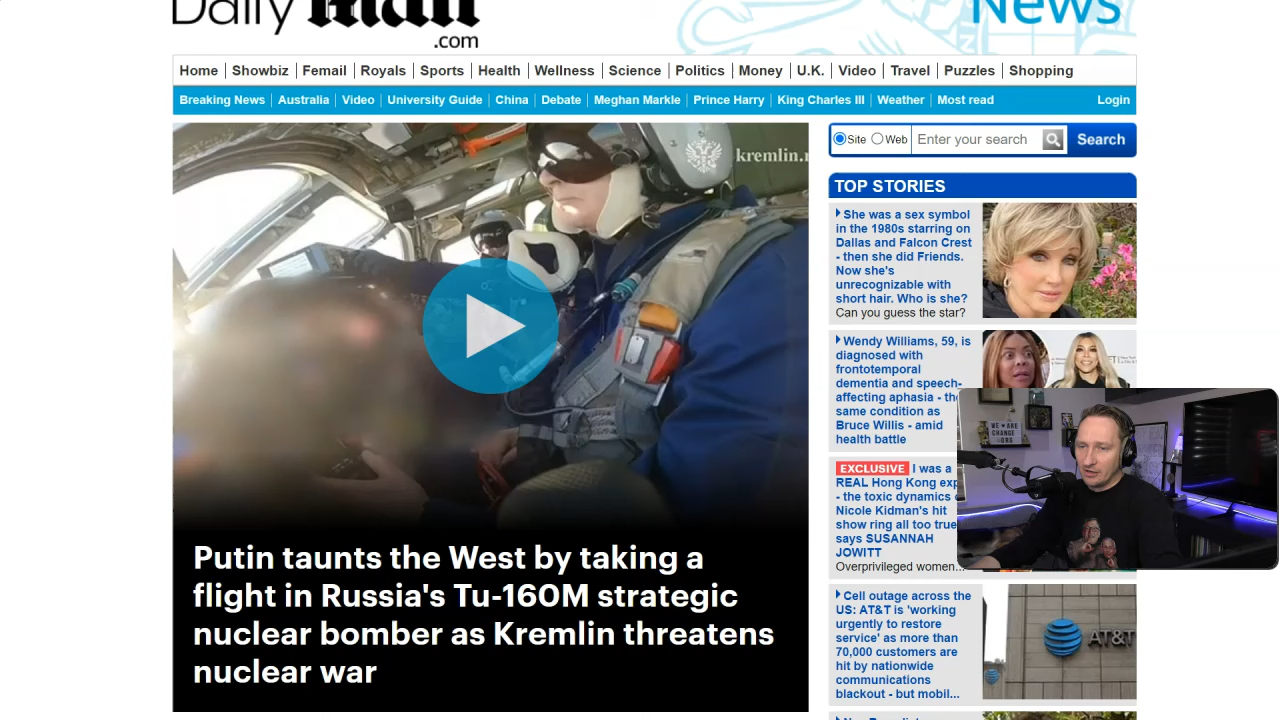 Daily Mail
.com
News
Home
Showbiz
Femail
Royals
Sports
Health
Wellness
Science
Politics
Money
U.K.
Video
Travel
Puzzles
Shopping
Breaking News
Australia
Video
University Guide
China
Debate
Meghan Markle
Prince Harry
King Charles III
Weather
Most read
Login
kremlin.r
Putin taunts the West by taking a
flight in Russia's Tu-160M strategic
nuclear bomber as Kremlin threatens
nuclear war
Site
Web
Enter your search
Search
TOP STORIES
She was a sex symbol
in the 1980s starring on
Dallas and Falcon Crest
- then she did Friends.
Now she's
unrecognizable with
short hair. Who is she?
Can you guess the star?
Wendy Williams, 59, is
diagnosed with
frontotemporal
dementia and speech-
affecting aphasia - the
same condition as
Bruce Willis - amid
health battle
EXCLUSIVE I was a
REAL Hong Kong exp
- the toxic dynamics
Nicole Kidman's hit
show ring all too true
says SUSANNAH
JOWITT
Overprivileged women...
WE ARE
CHANGE
.ORG
Cell outage across the
US: AT&T is 'working
urgently to restore
service' as more than
70,000 customers are
hit by nationwide
communications
blackout - but mobil...
AT&T